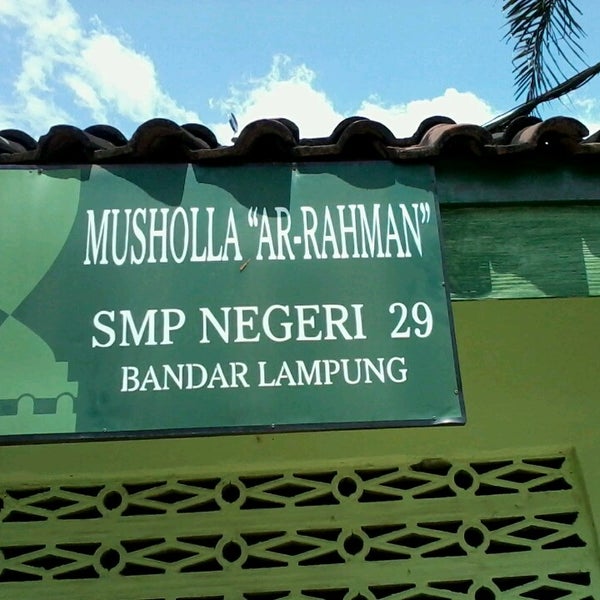 MUSHOLLA “AR-RAHMAN”
SMP NEGERI 29
BANDAR LAMPUNG